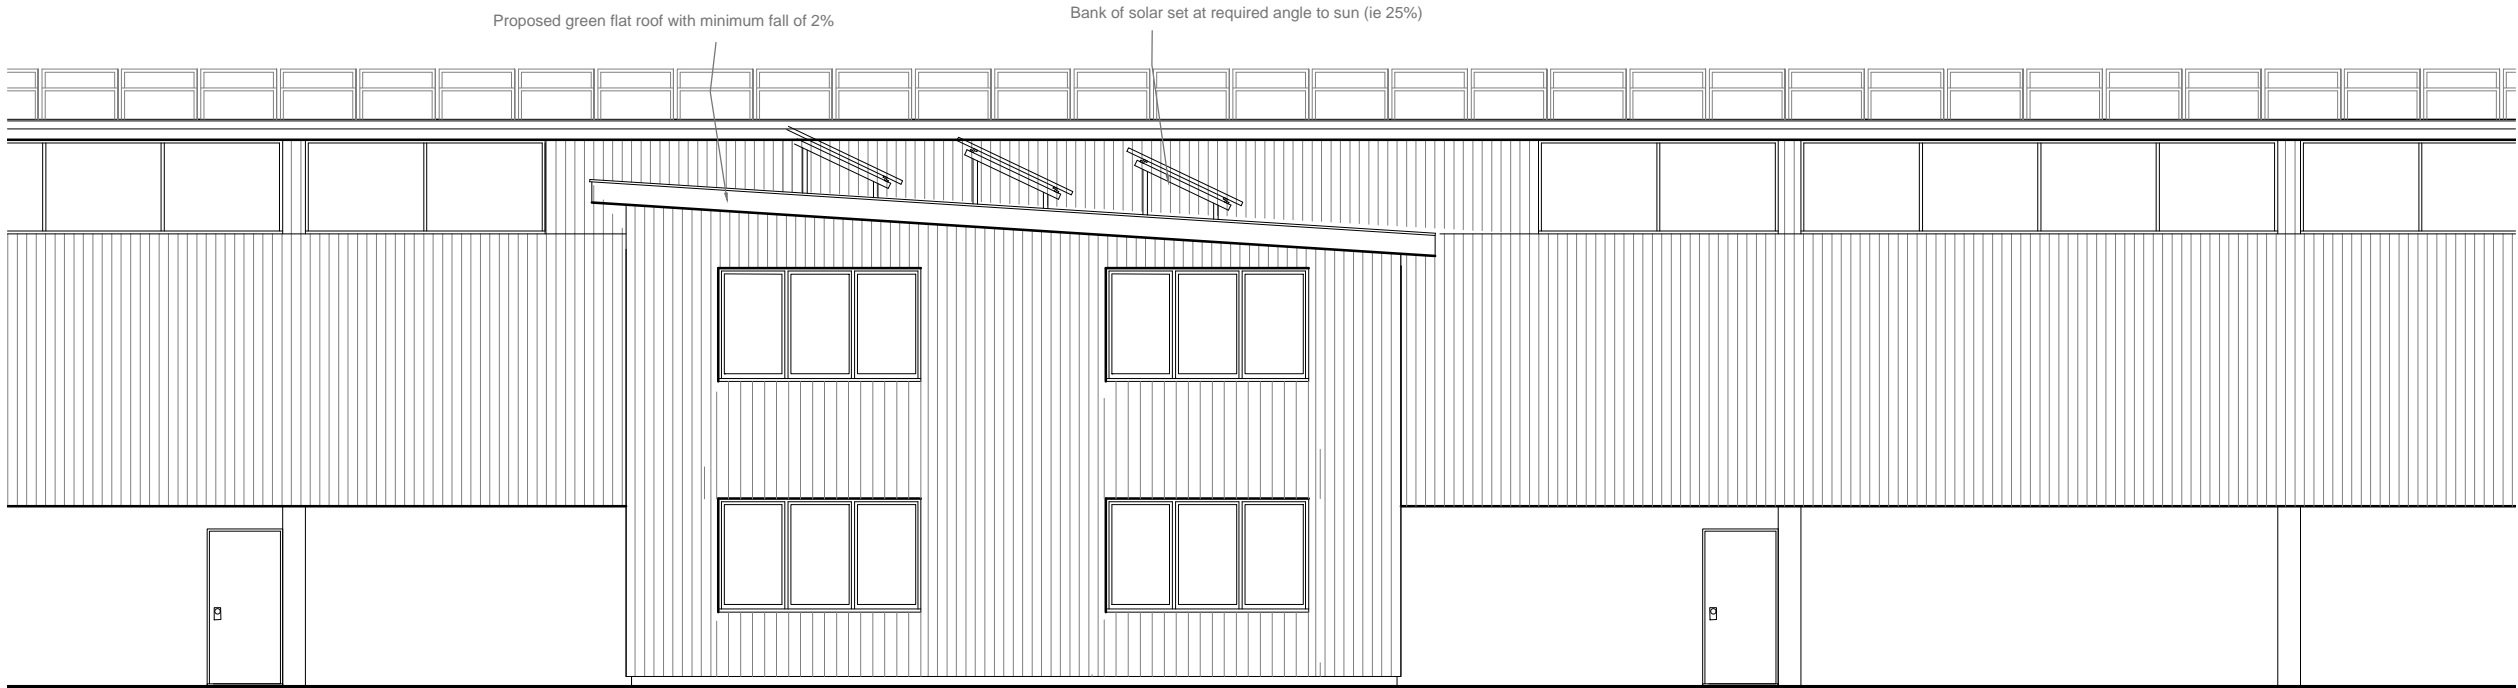 Proposed green flat roof with minimum fall of 2%
Bank of solar set at required angle to sun (ie 25%)